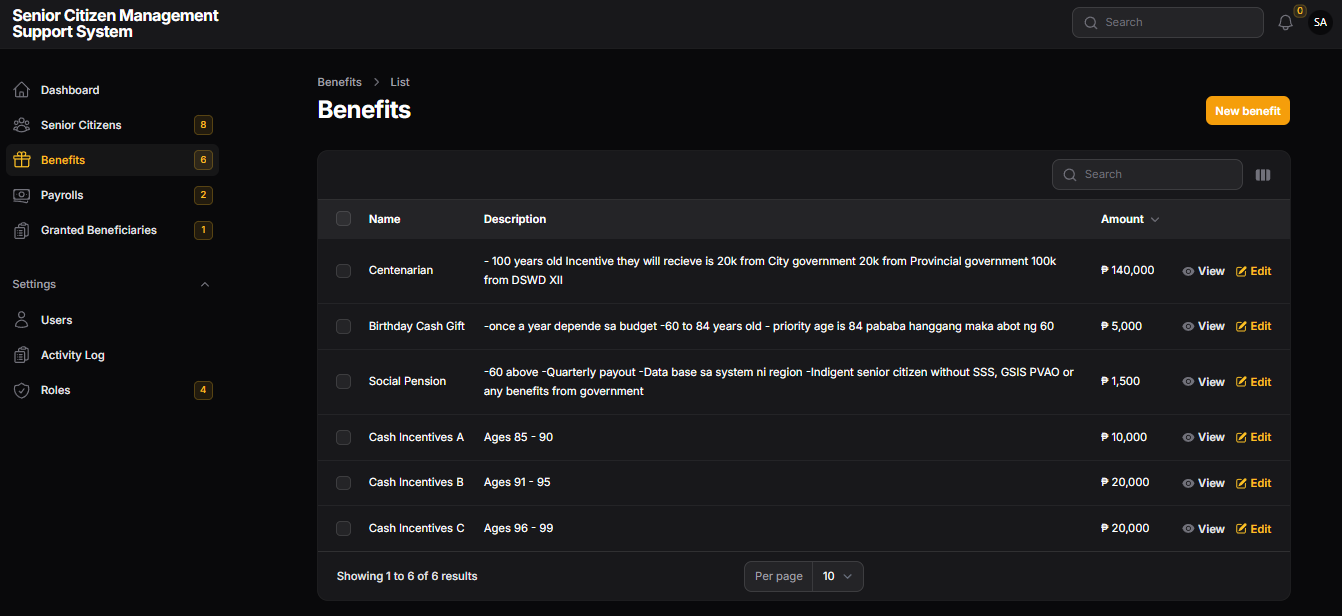 Senior Citizen Management
Support System
Search
0
SA
Dashboard
Senior Citizens 8
Benefits 6
Payrolls 2
Granted Beneficiaries 1
Settings
Users
Activity Log
Roles 4
Benefits > List
Benefits
New benefit
Search
Name Description Amount
Centenarian
- 100 years old Incentive they will recieve is 20k from City government 20k from Provincial government 100k
from DSWD XII
₱ 140,000 View Edit
Birthday Cash Gift -once a year depende sa budget -60 to 84 years old - priority age is 84 pababa hanggang maka abot ng 60 ₱ 5,000 View Edit
Social Pension
-60 above -Quarterly payout -Data base sa system ni region -Indigent senior citizen without SSS, GSIS PVAO or
any benefits from government
₱ 1,500 View Edit
Cash Incentives A Ages 85 - 90 ₱ 10,000 View Edit
Cash Incentives B Ages 91 - 95 ₱ 20,000 View Edit
Cash Incentives C Ages 96 - 99 ₱ 20,000 View Edit
Showing 1 to 6 of 6 results
Per page 10